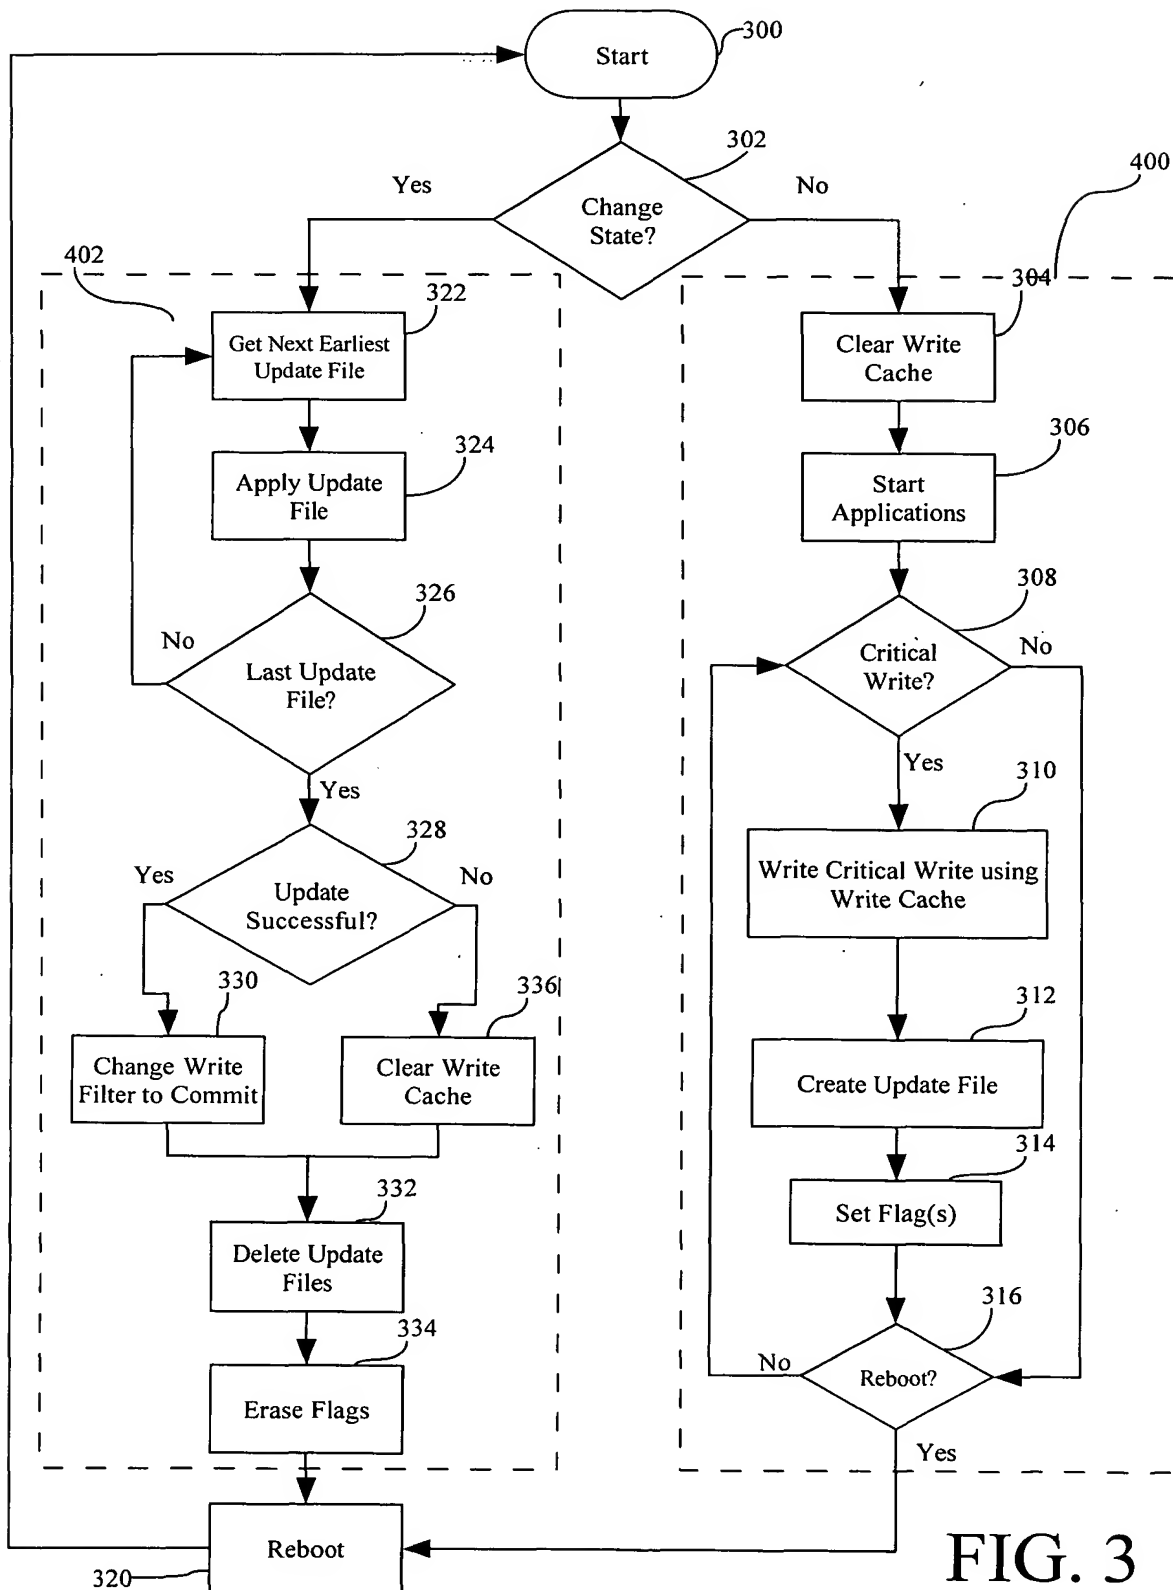 Start
300
302
Yes
No
Change
State?
400
402
322
304
Get Next Earliest
Update File
Clear Write
Cache
324
306
Apply Update
File
Start
Applications
326
308
No
Last Update
File?
Critical
Write?
No
Yes
Yes
310
328
Yes
No
Update
Successful?
Write Critical Write using
Write Cache
330
336
312
Change Write
Filter to Commit
Clear Write
Cache
Create Update File
314
332
Set Flag(s)
Delete Update
Files
316
334
No
Reboot?
Erase Flags
Yes
Reboot
320
FIG. 3